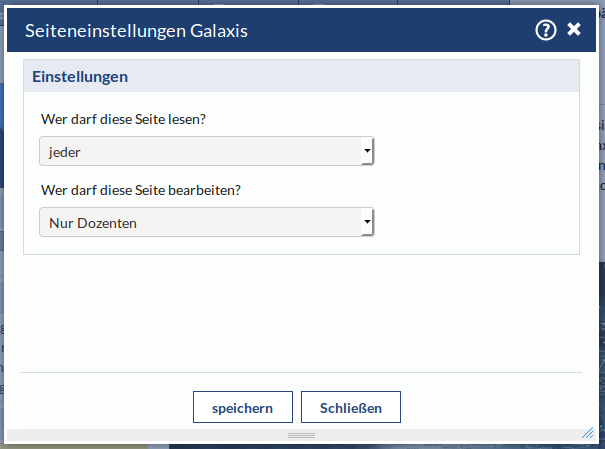 Seiteneinstellungen Galaxis
Einstellungen
Wer darf diese Seite lesen?
jeder
Wer darf diese Seite bearbeiten?
Nur Dozenten
speichern
Schließen